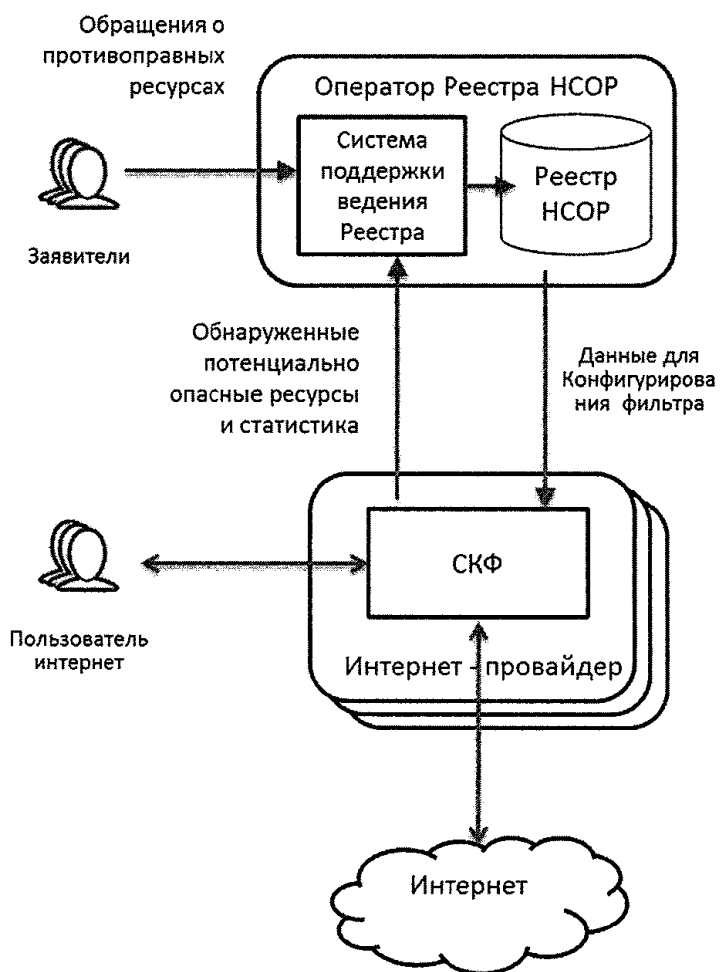 Обращения о
противоправных
ресурсах
Оператор Реестра НСОР
Система
поддержки
ведения
Реестра
Реестр
НСОР
Заявители
Обнаруженные
потенциально
опасные ресурсы
и статистика
Данные для
Конфигурирова
ния фильтра
СКФ
Пользователь
интернет
Интернет - провайдер
Интернет